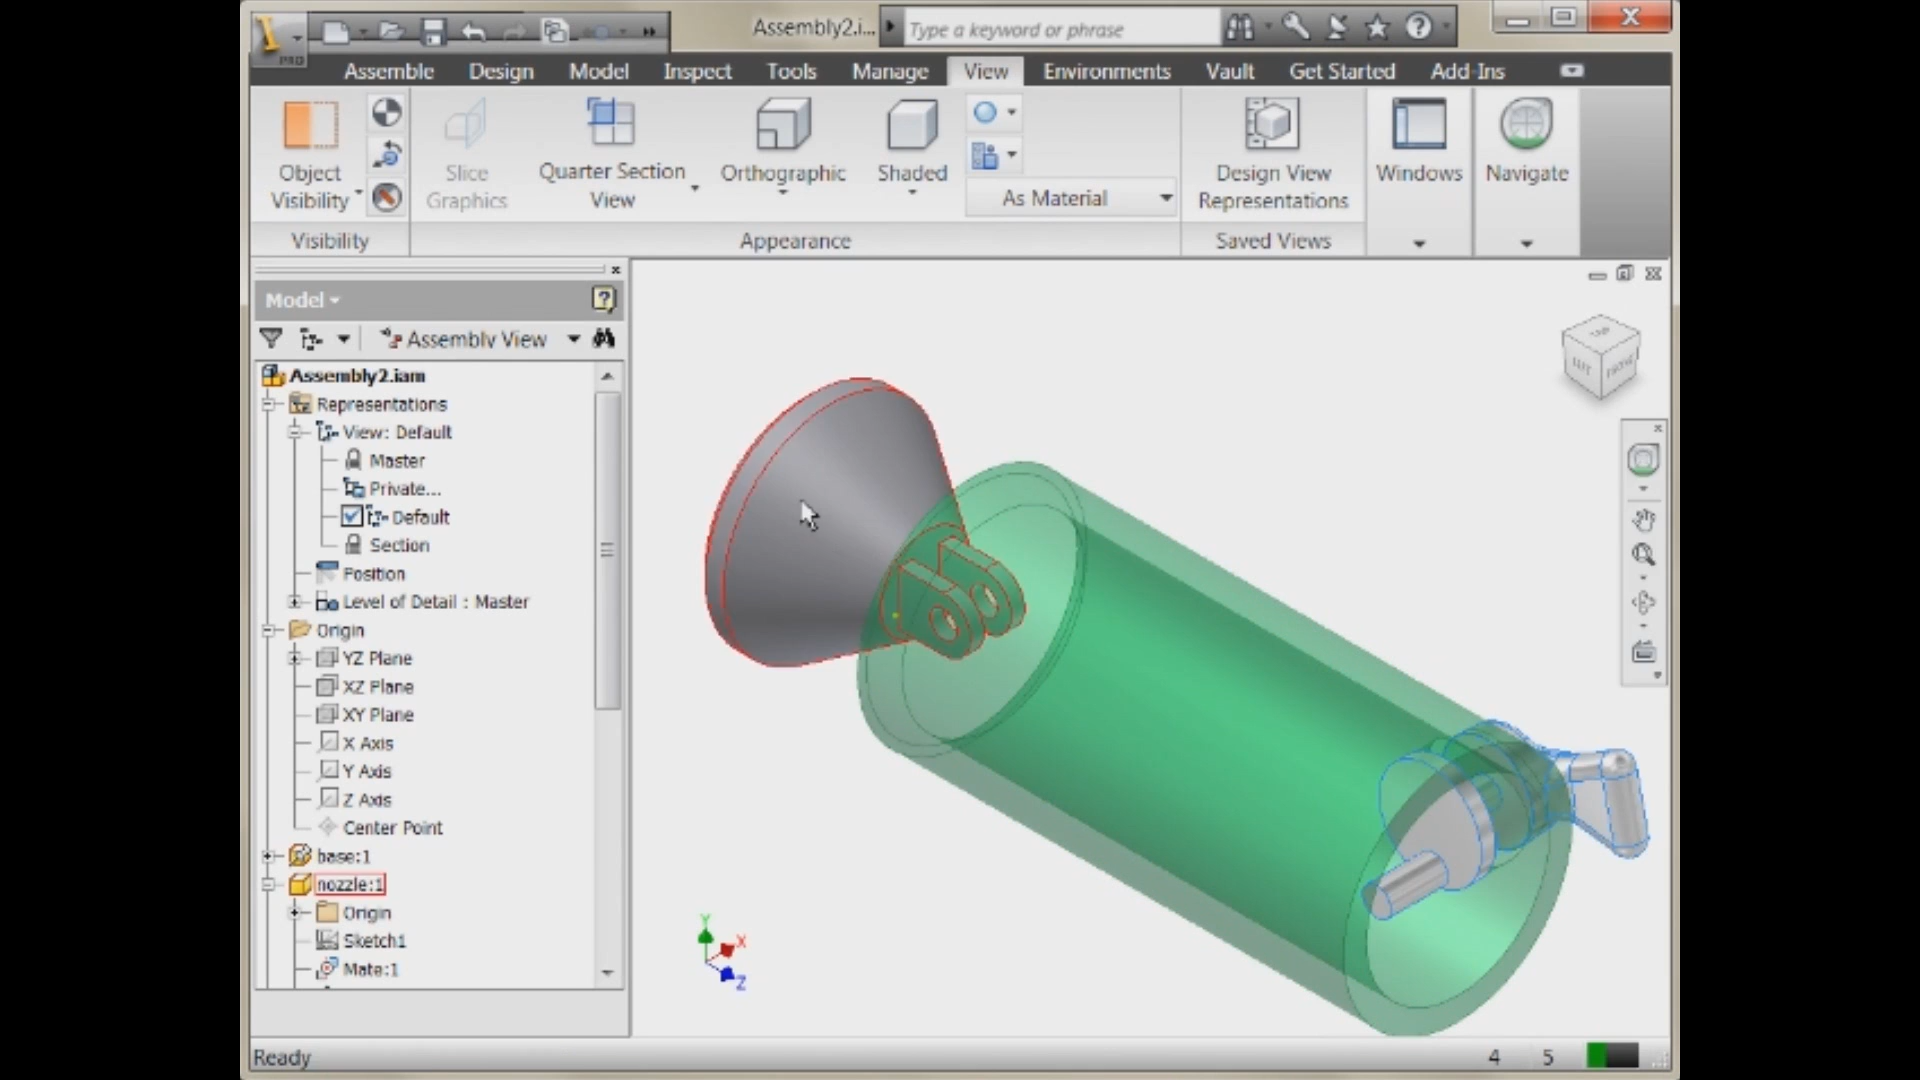 PRO
Assembly2.i...
Type a keyword or phrase
Assemble Design Model Inspect Tools Manage View Environments Vault Get Started Add-Ins
Object
Visibility
Slice
Graphics
Quarter Section
View
Orthographic
Shaded
As Material
Design View
Representations
Windows
Navigate
Visibility
Appearance
Saved Views
Model
Assembly View
Assembly2.iam
Representations
View: Default
Master
Private...
Default
Section
Position
Level of Detail : Master
Origin
YZ Plane
XZ Plane
XY Plane
X Axis
Y Axis
Z Axis
Center Point
base:1
nozzle:1
Origin
Sketch1
Mate:1
TOP
LEFT
FRONT
Y
X
Z
Ready
4 5